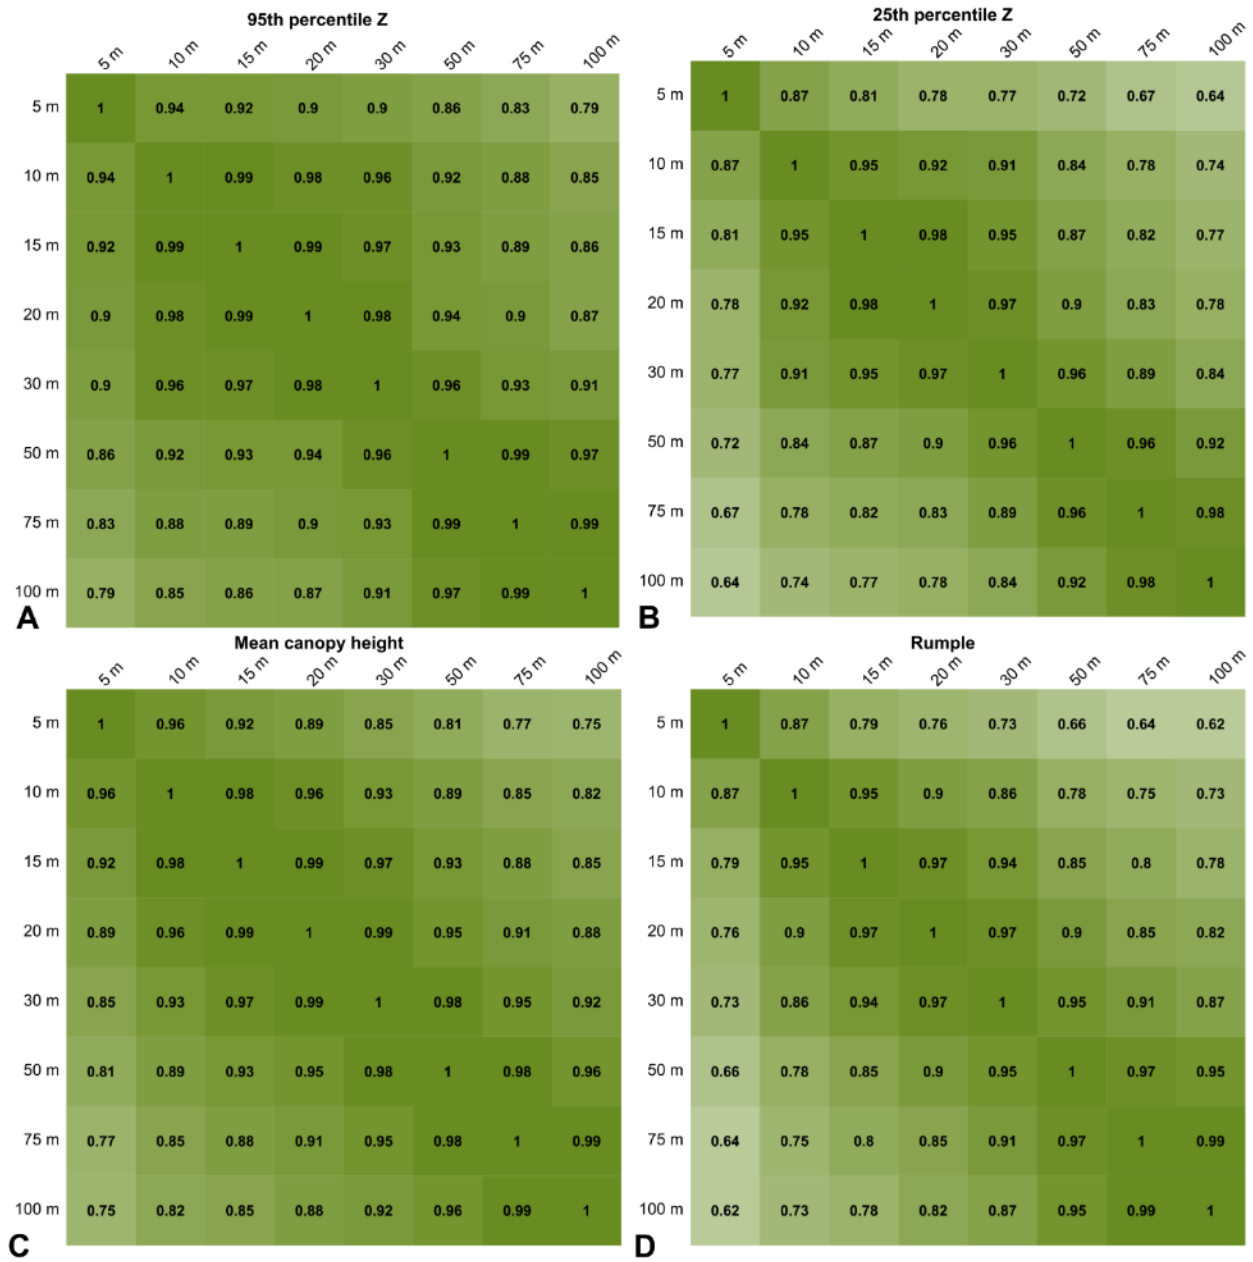 95th percentile Z
5 m 10 m 15 m 20 m 30 m 50 m 75 m 100 m
5 m 1 0.94 0.92 0.9 0.9 0.86 0.83 0.79
10 m 0.94 1 0.99 0.98 0.96 0.92 0.88 0.85
15 m 0.92 0.99 1 0.99 0.97 0.93 0.89 0.86
20 m 0.9 0.98 0.99 1 0.98 0.94 0.9 0.87
30 m 0.9 0.96 0.97 0.98 1 0.96 0.93 0.91
50 m 0.86 0.92 0.93 0.94 0.96 1 0.99 0.97
75 m 0.83 0.88 0.89 0.9 0.93 0.99 1 0.99
100 m 0.79 0.85 0.86 0.87 0.91 0.97 0.99 1
A
25th percentile Z
5 m 10 m 15 m 20 m 30 m 50 m 75 m 100 m
5 m 1 0.87 0.81 0.78 0.77 0.72 0.67 0.64
10 m 0.87 1 0.95 0.92 0.91 0.84 0.78 0.74
15 m 0.81 0.95 1 0.98 0.95 0.87 0.82 0.77
20 m 0.78 0.92 0.98 1 0.97 0.9 0.83 0.78
30 m 0.77 0.91 0.95 0.97 1 0.96 0.89 0.84
50 m 0.72 0.84 0.87 0.9 0.96 1 0.96 0.92
75 m 0.67 0.78 0.82 0.83 0.89 0.96 1 0.98
100 m 0.64 0.74 0.77 0.78 0.84 0.92 0.98 1
B
Mean canopy height
5 m 10 m 15 m 20 m 30 m 50 m 75 m 100 m
5 m 1 0.96 0.92 0.89 0.85 0.81 0.77 0.75
10 m 0.96 1 0.98 0.96 0.93 0.89 0.85 0.82
15 m 0.92 0.98 1 0.99 0.97 0.93 0.88 0.85
20 m 0.89 0.96 0.99 1 0.99 0.95 0.91 0.88
30 m 0.85 0.93 0.97 0.99 1 0.98 0.95 0.92
50 m 0.81 0.89 0.93 0.95 0.98 1 0.98 0.96
75 m 0.77 0.85 0.88 0.91 0.95 0.98 1 0.99
100 m 0.75 0.82 0.85 0.88 0.92 0.96 0.99 1
C
Rumple
5 m 10 m 15 m 20 m 30 m 50 m 75 m 100 m
5 m 1 0.87 0.79 0.76 0.73 0.66 0.64 0.62
10 m 0.87 1 0.95 0.9 0.86 0.78 0.75 0.73
15 m 0.79 0.95 1 0.97 0.94 0.85 0.8 0.78
20 m 0.76 0.9 0.97 1 0.97 0.9 0.85 0.82
30 m 0.73 0.86 0.94 0.97 1 0.95 0.91 0.87
50 m 0.66 0.78 0.85 0.9 0.95 1 0.97 0.95
75 m 0.64 0.75 0.8 0.85 0.91 0.97 1 0.99
100 m 0.62 0.73 0.78 0.82 0.87 0.95 0.99 1
D